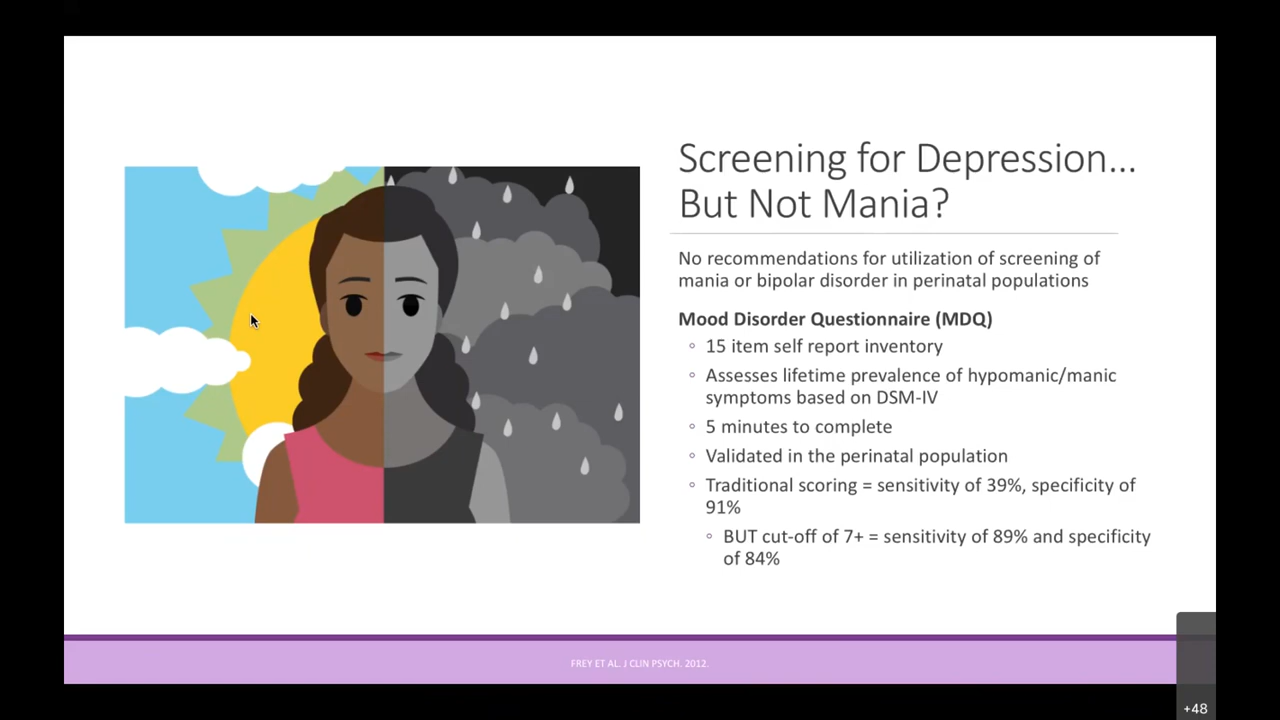 Screening for Depression...
But Not Mania?
No recommendations for utilization of screening of
mania or bipolar disorder in perinatal populations
Mood Disorder Questionnaire (MDQ)
◦ 15 item self report inventory
◦ Assesses lifetime prevalence of hypomanic/manic
symptoms based on DSM-IV
◦ 5 minutes to complete
◦ Validated in the perinatal population
◦ Traditional scoring = sensitivity of 39%, specificity of
91%
◦ BUT cut-off of 7+ = sensitivity of 89% and specificity
of 84%
FREY ET AL. J CLIN PSYCH. 2012.
+48